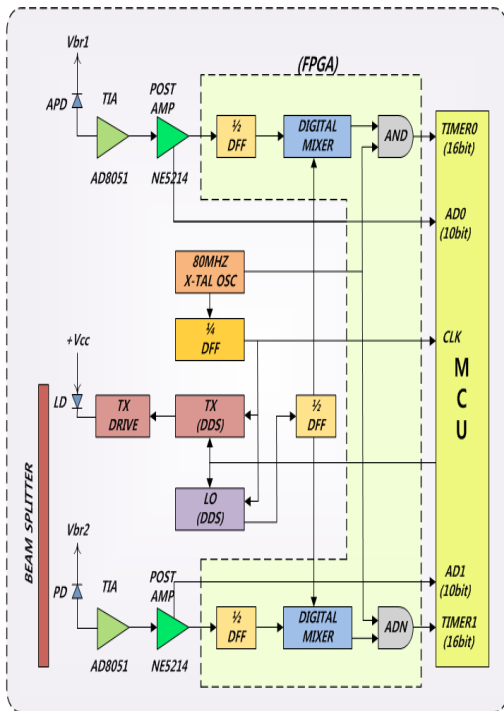 (FPGA)
Vbr1
APD
TIA
POST
AMP
½
DFF
DIGITAL
MIXER
AND
TIMER0
(16bit)
AD8051
NE5214
AD0
(10bit)
80MHZ
X-TAL OSC
¼
DFF
CLK
M
C
U
+Vcc
LD
TX
DRIVE
TX
(DDS)
½
DFF
LO
(DDS)
BEAM SPLITTER
Vbr2
PD
TIA
POST
AMP
½
DFF
DIGITAL
MIXER
ADN
AD1
(10bit)
TIMER1
(16bit)
AD8051
NE5214